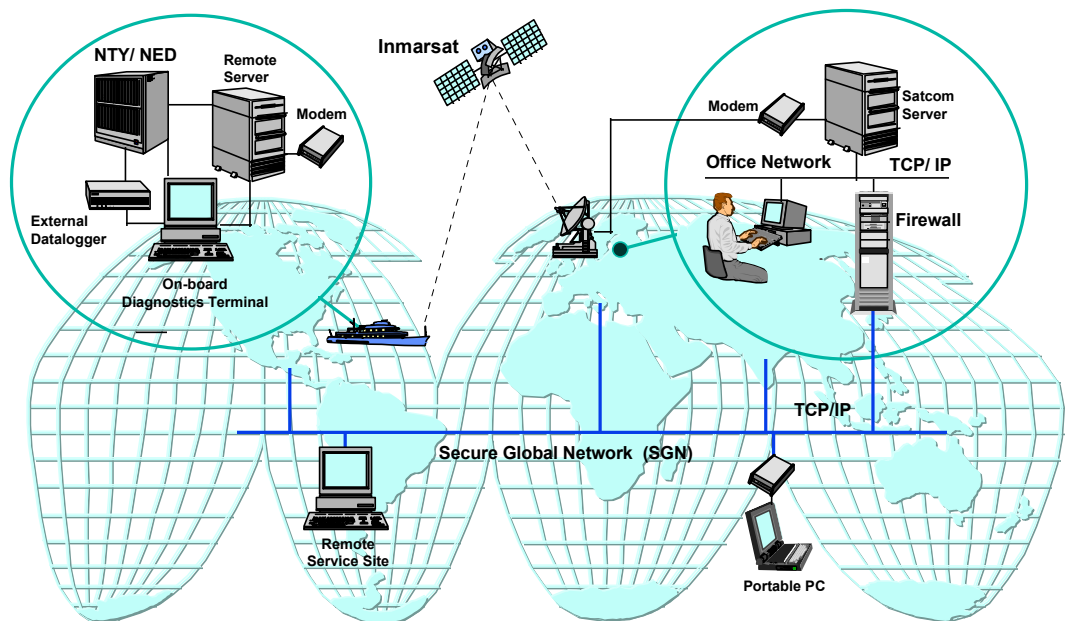 NTY/ NED
Remote
Server
Modem
External
Datalogger
On-board
Diagnostics Terminal
Inmarsat
Modem
Satcom
Server
Office Network
TCP/ IP
Firewall
TCP/IP
Secure Global Network (SGN)
Remote
Service Site
Portable PC